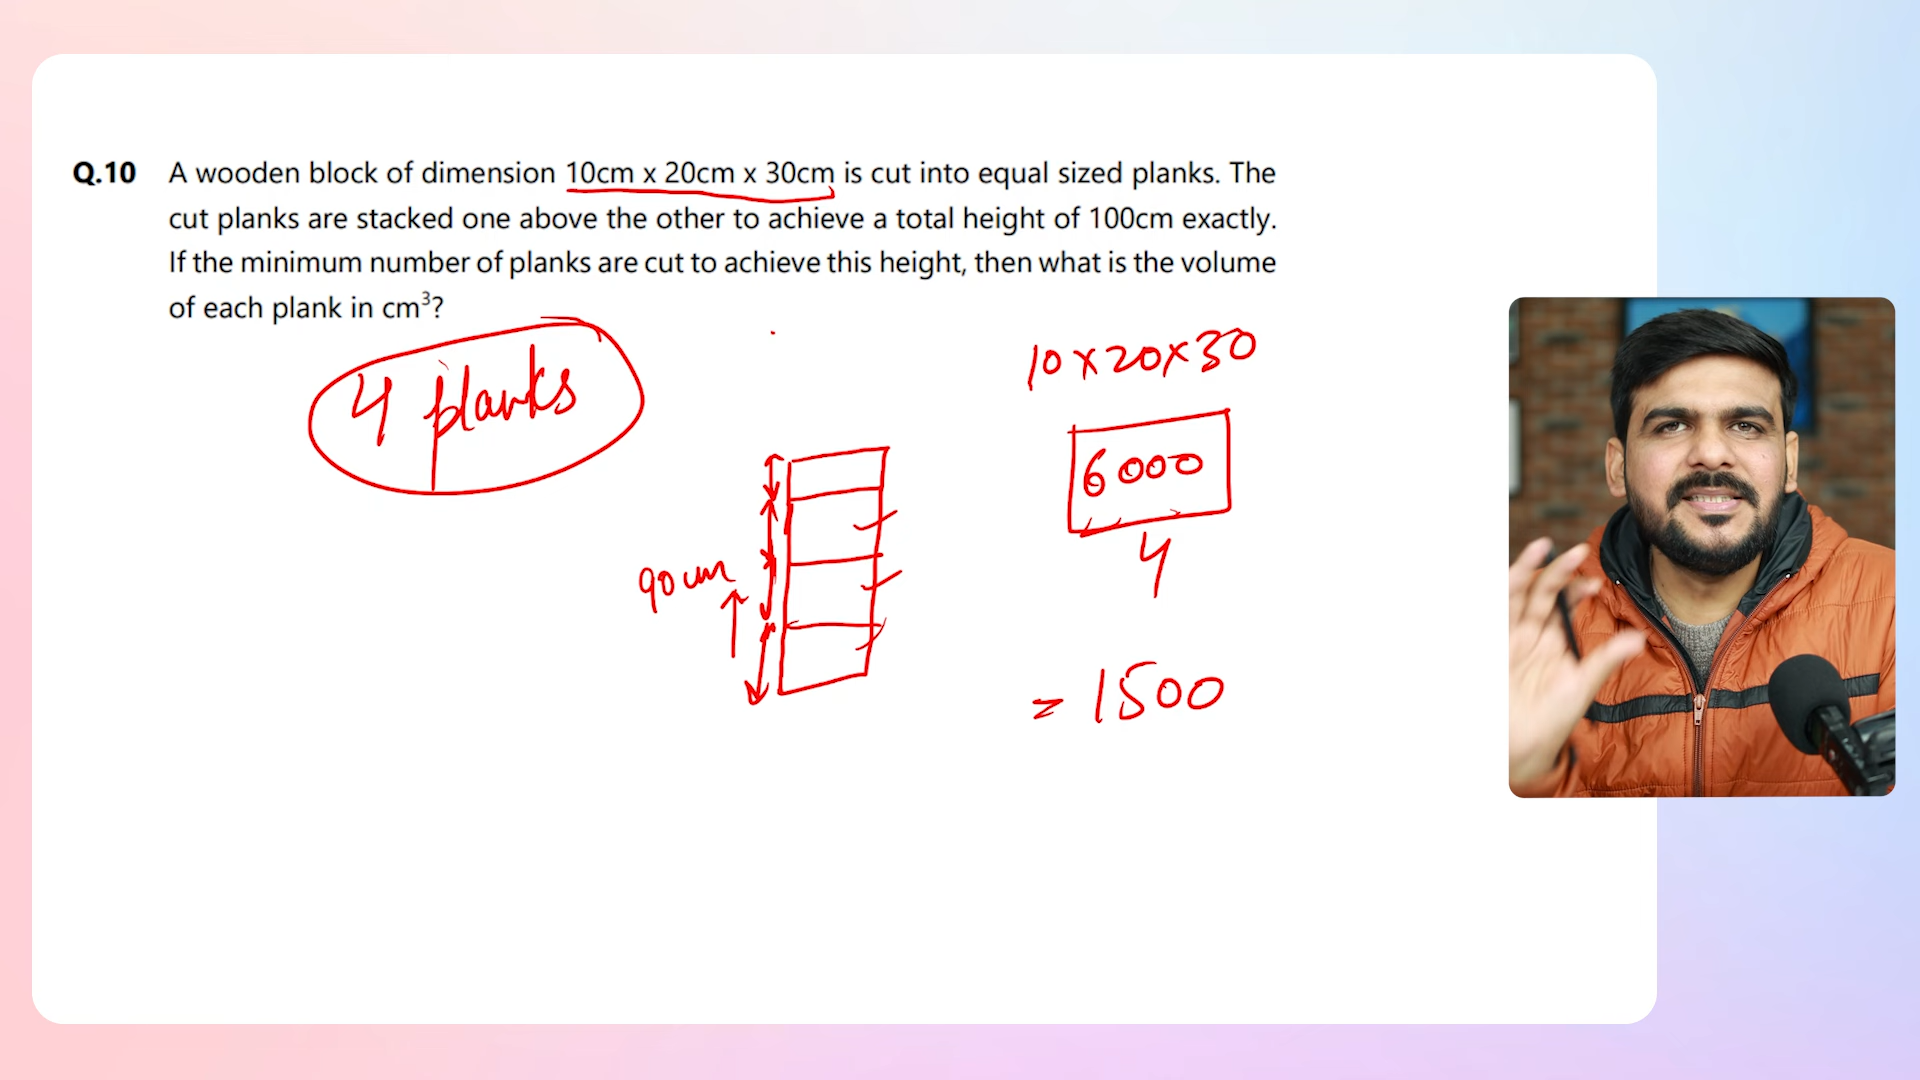 Q.10 A wooden block of dimension 10cm x 20cm x 30cm is cut into equal sized planks. The
cut planks are stacked one above the other to achieve a total height of 100cm exactly.
If the minimum number of planks are cut to achieve this height, then what is the volume
of each plank in cm³?
4 planks
10 x 20 x 30
6000
4
90 cm
= 1500